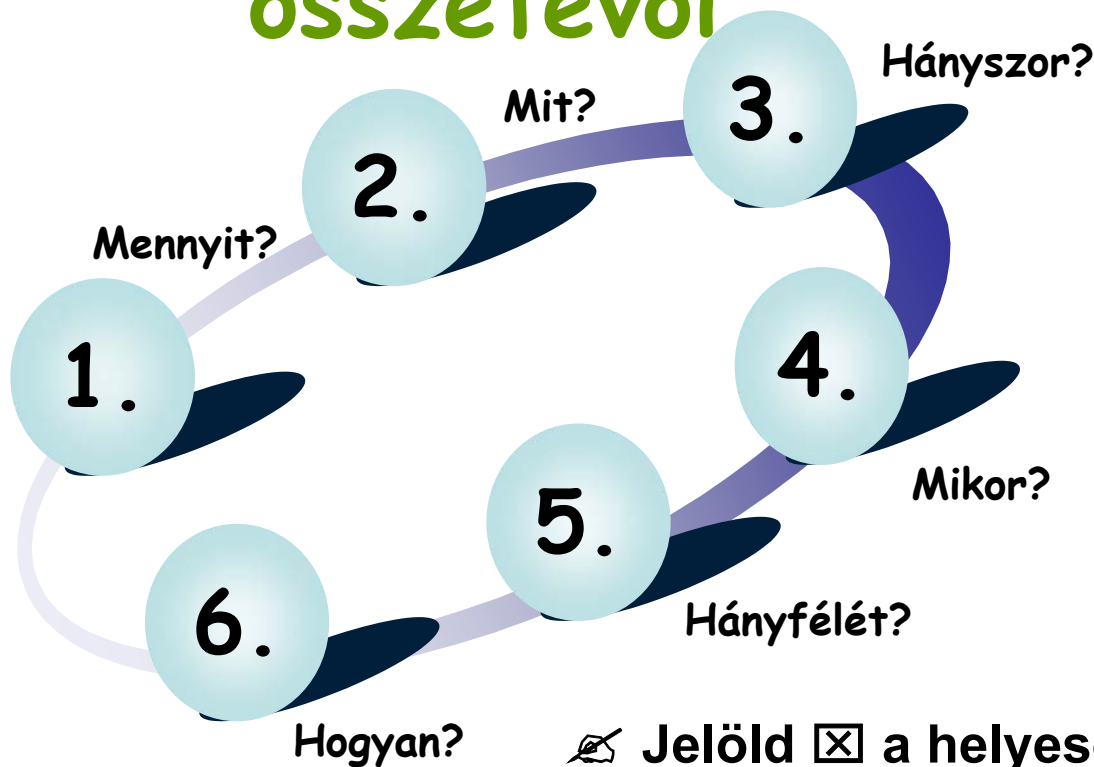 összetevői
Mennyit?
1.
Mit?
2.
Hányszor?
3.
Mikor?
4.
Hányfélét?
5.
Hogyan?
6.
✍ Jelöld ☒ a helyes